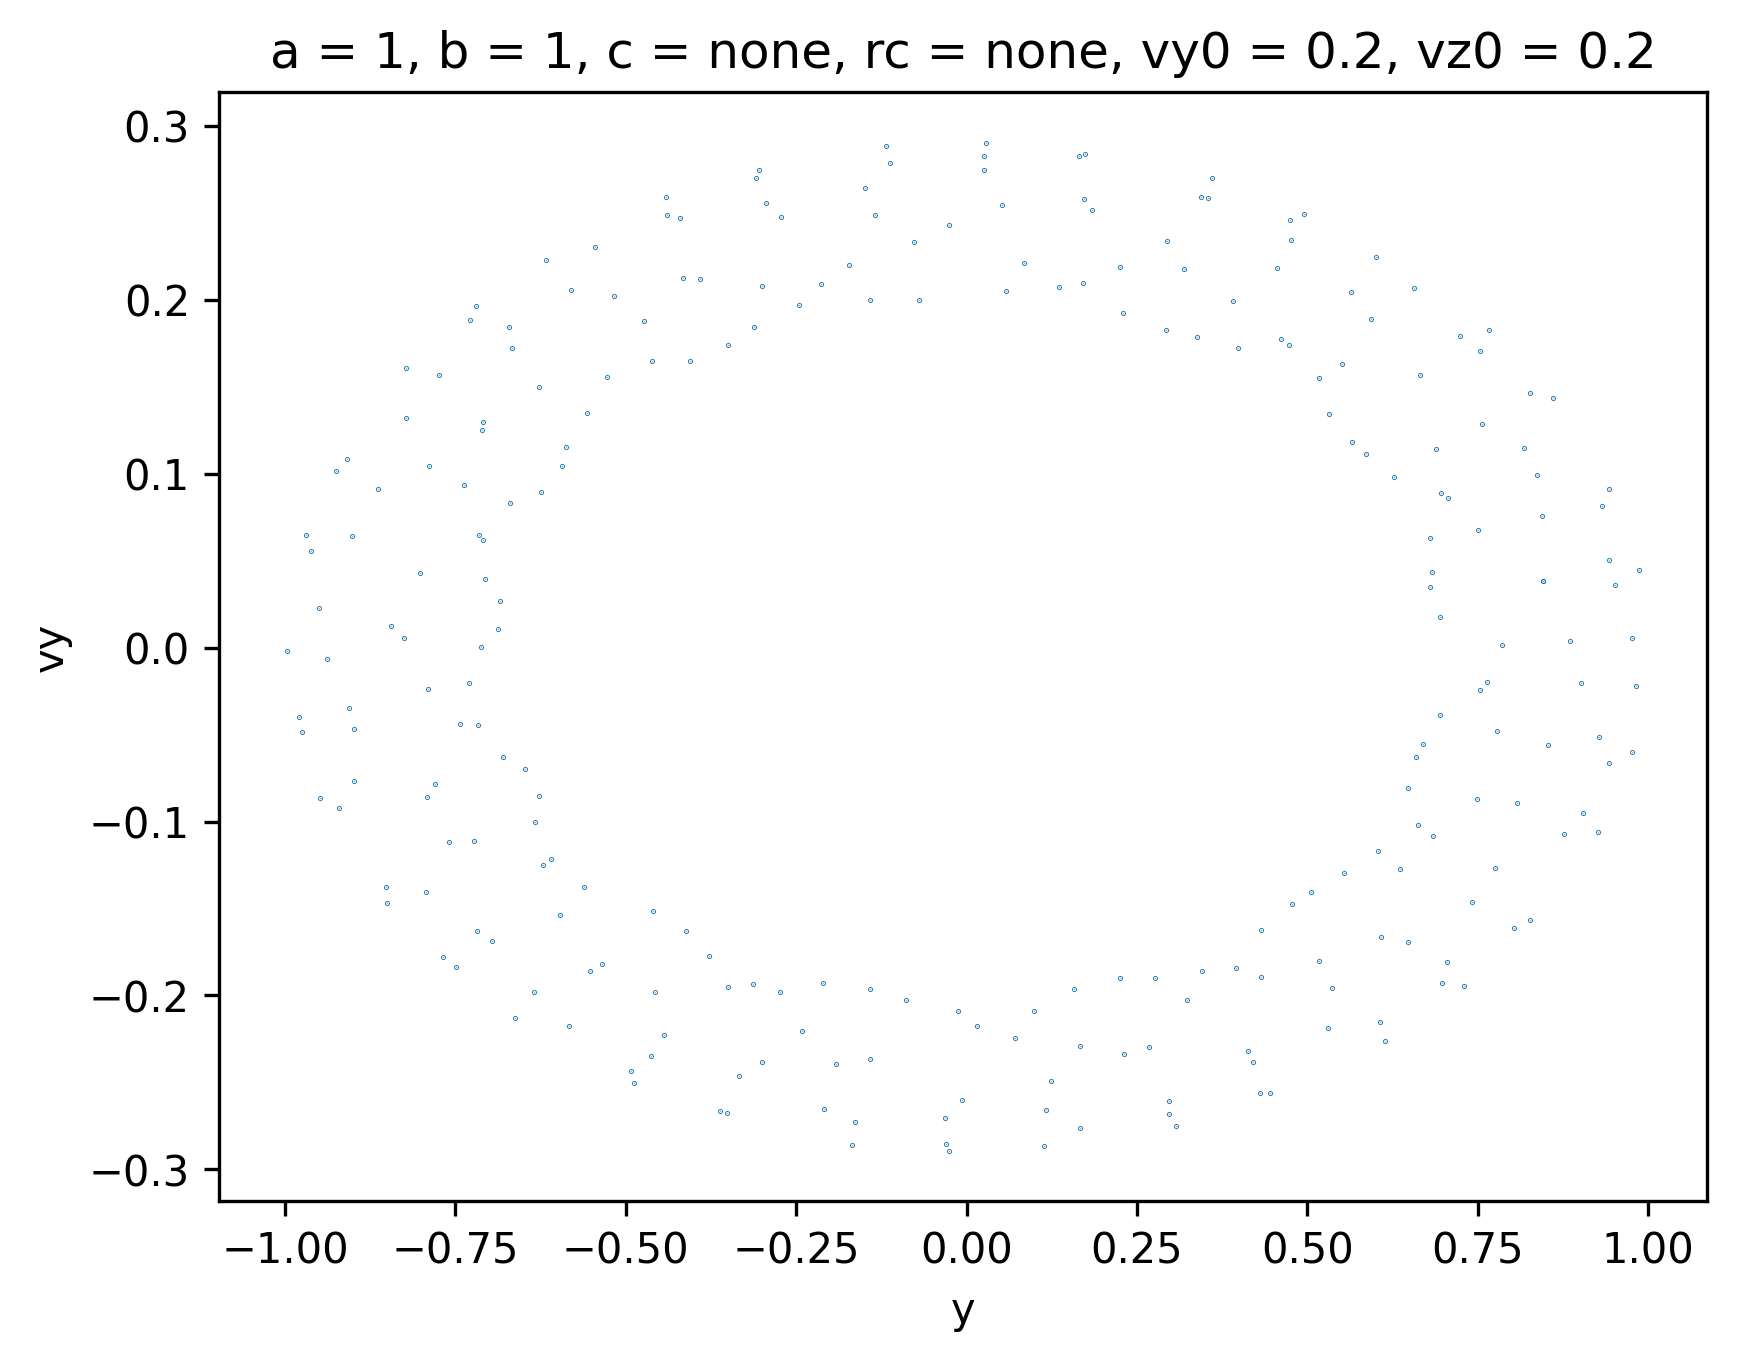 a = 1, b = 1, c = none, rc = none, vy0 = 0.2, vz0 = 0.2
0.3
0.2
0.1
0.0
−0.1
−0.2
−0.3
vy
−1.00 −0.75 −0.50 −0.25 0.00 0.25 0.50 0.75 1.00
y